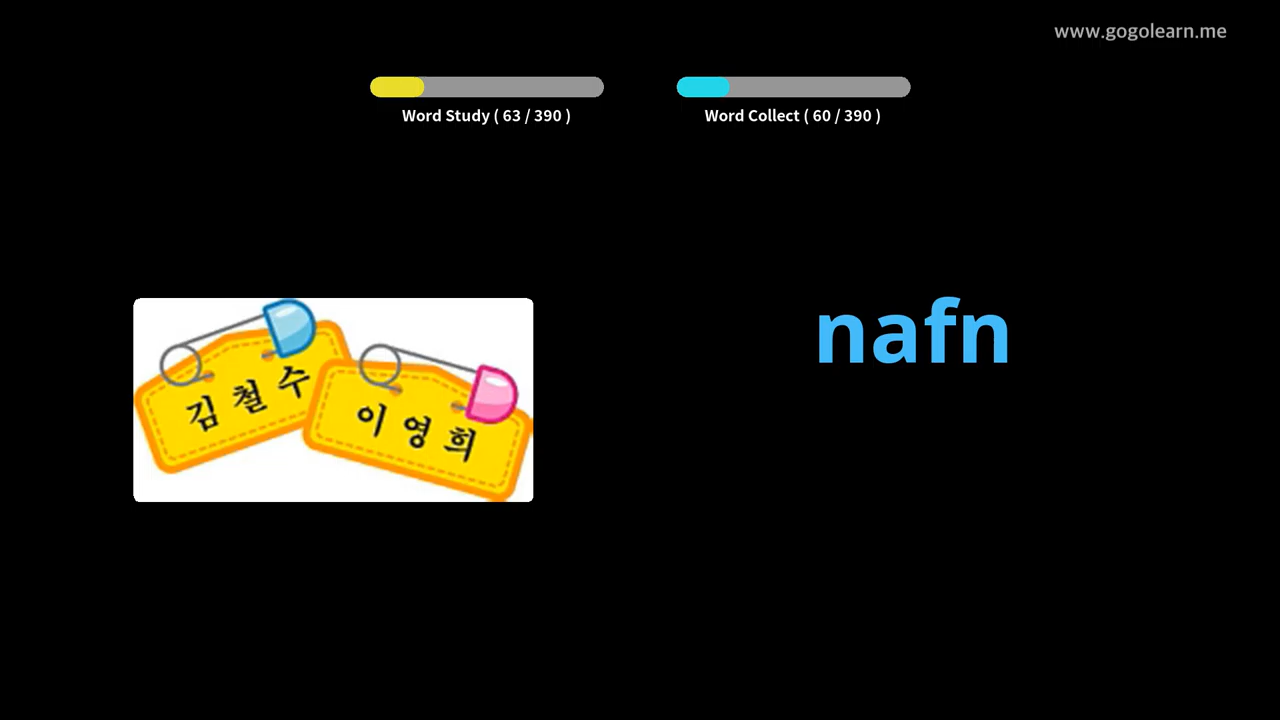 www.gogolearn.me
Word Study ( 63 / 390 )
Word Collect ( 60 / 390 )
김철수
이영희
nafn